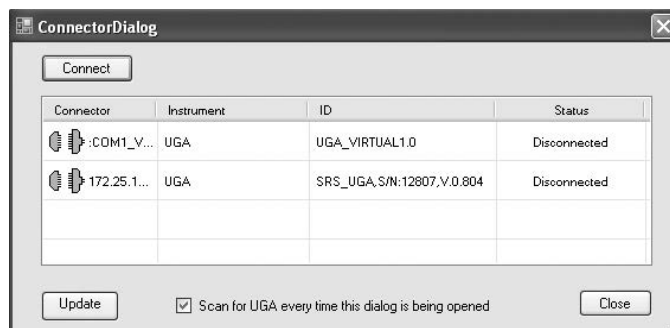 ConnectorDialog
Connect
Connector Instrument ID Status
:COM1_V... UGA UGA_VIRTUAL1.0 Disconnected
172.25.1... UGA SRS_UGA,S/N:12807,V.0.804 Disconnected
Update Scan for UGA every time this dialog is being opened Close